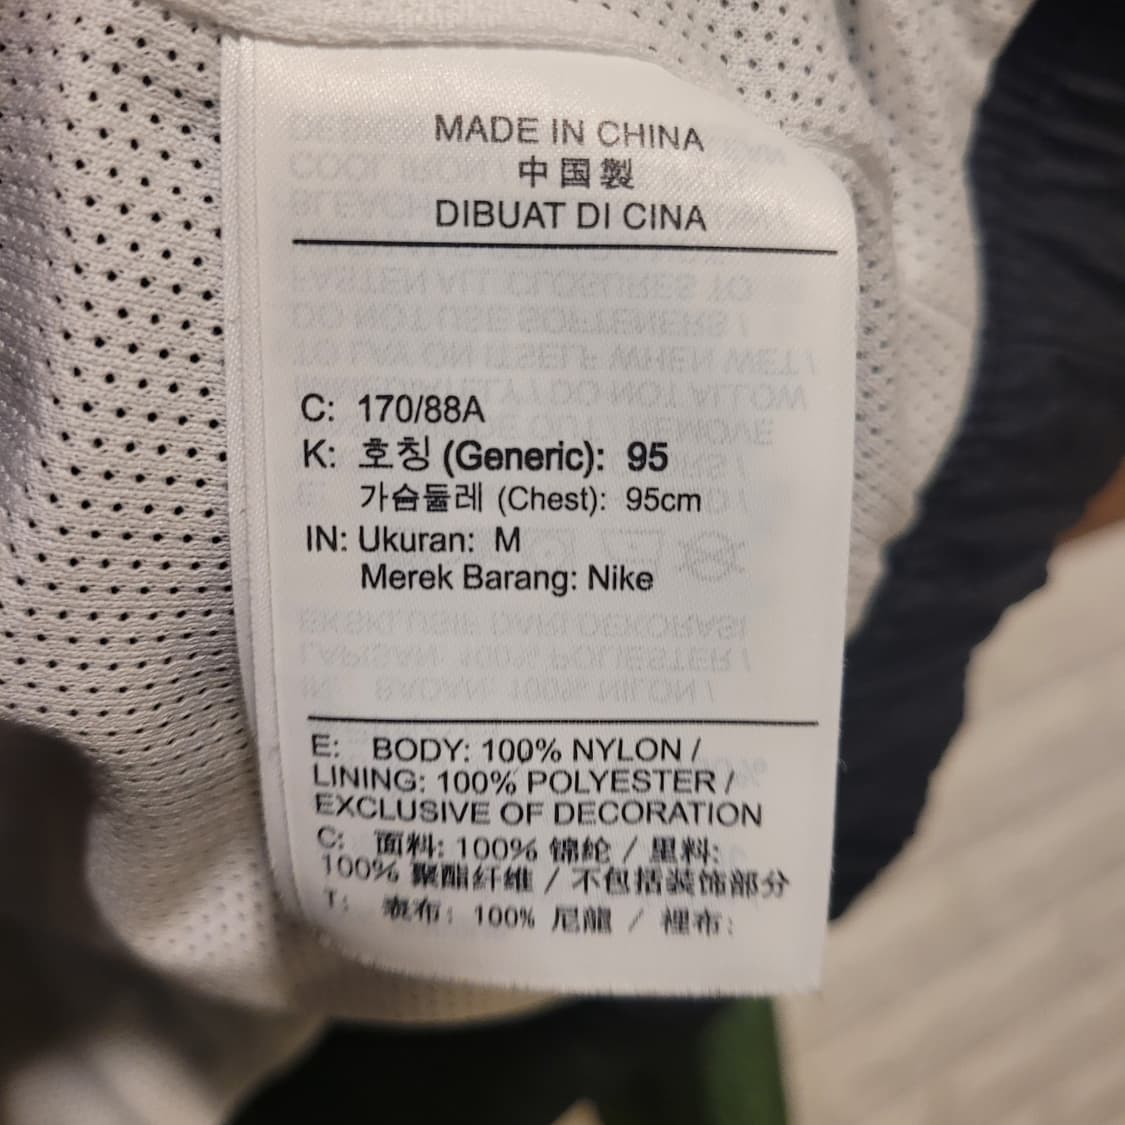 MADE IN CHINA
中国製
DIBUAT DI CINA
C: 170/88A
K: 호칭 (Generic): 95
가슴둘레 (Chest): 95cm
IN: Ukuran: M
Merek Barang: Nike
E: BODY: 100% NYLON /
LINING: 100% POLYESTER /
EXCLUSIVE OF DECORATION
C: 面料: 100% 锦纶 / 里料:
100% 聚酯纤维 / 不包括装饰部分
T: 表布: 100% 尼龍 / 裡布: